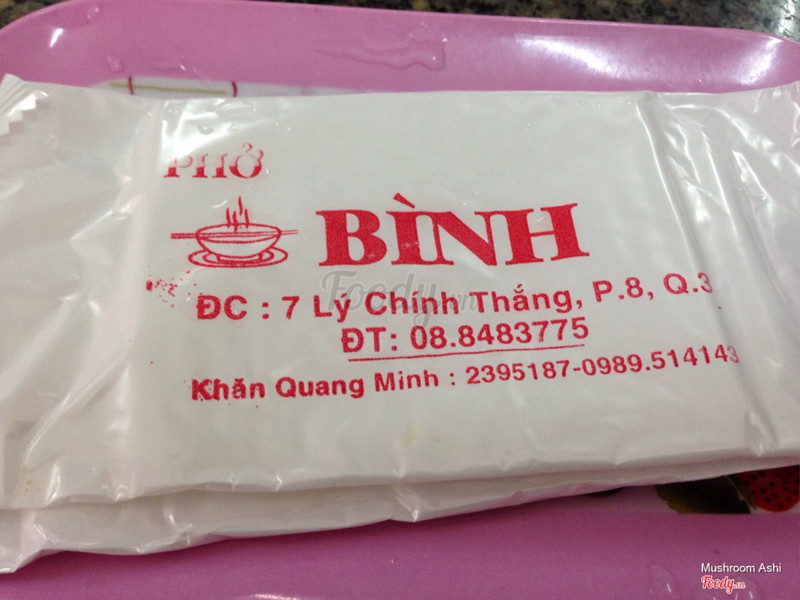 PHỞ
BÌNH
ĐC : 7 Lý Chính Thắng, P.8, Q.3
ĐT: 08.8483775
Khăn Quang Minh : 2395187-0989.514143
Foody.vn
Mushroom Ashi
Foody.vn